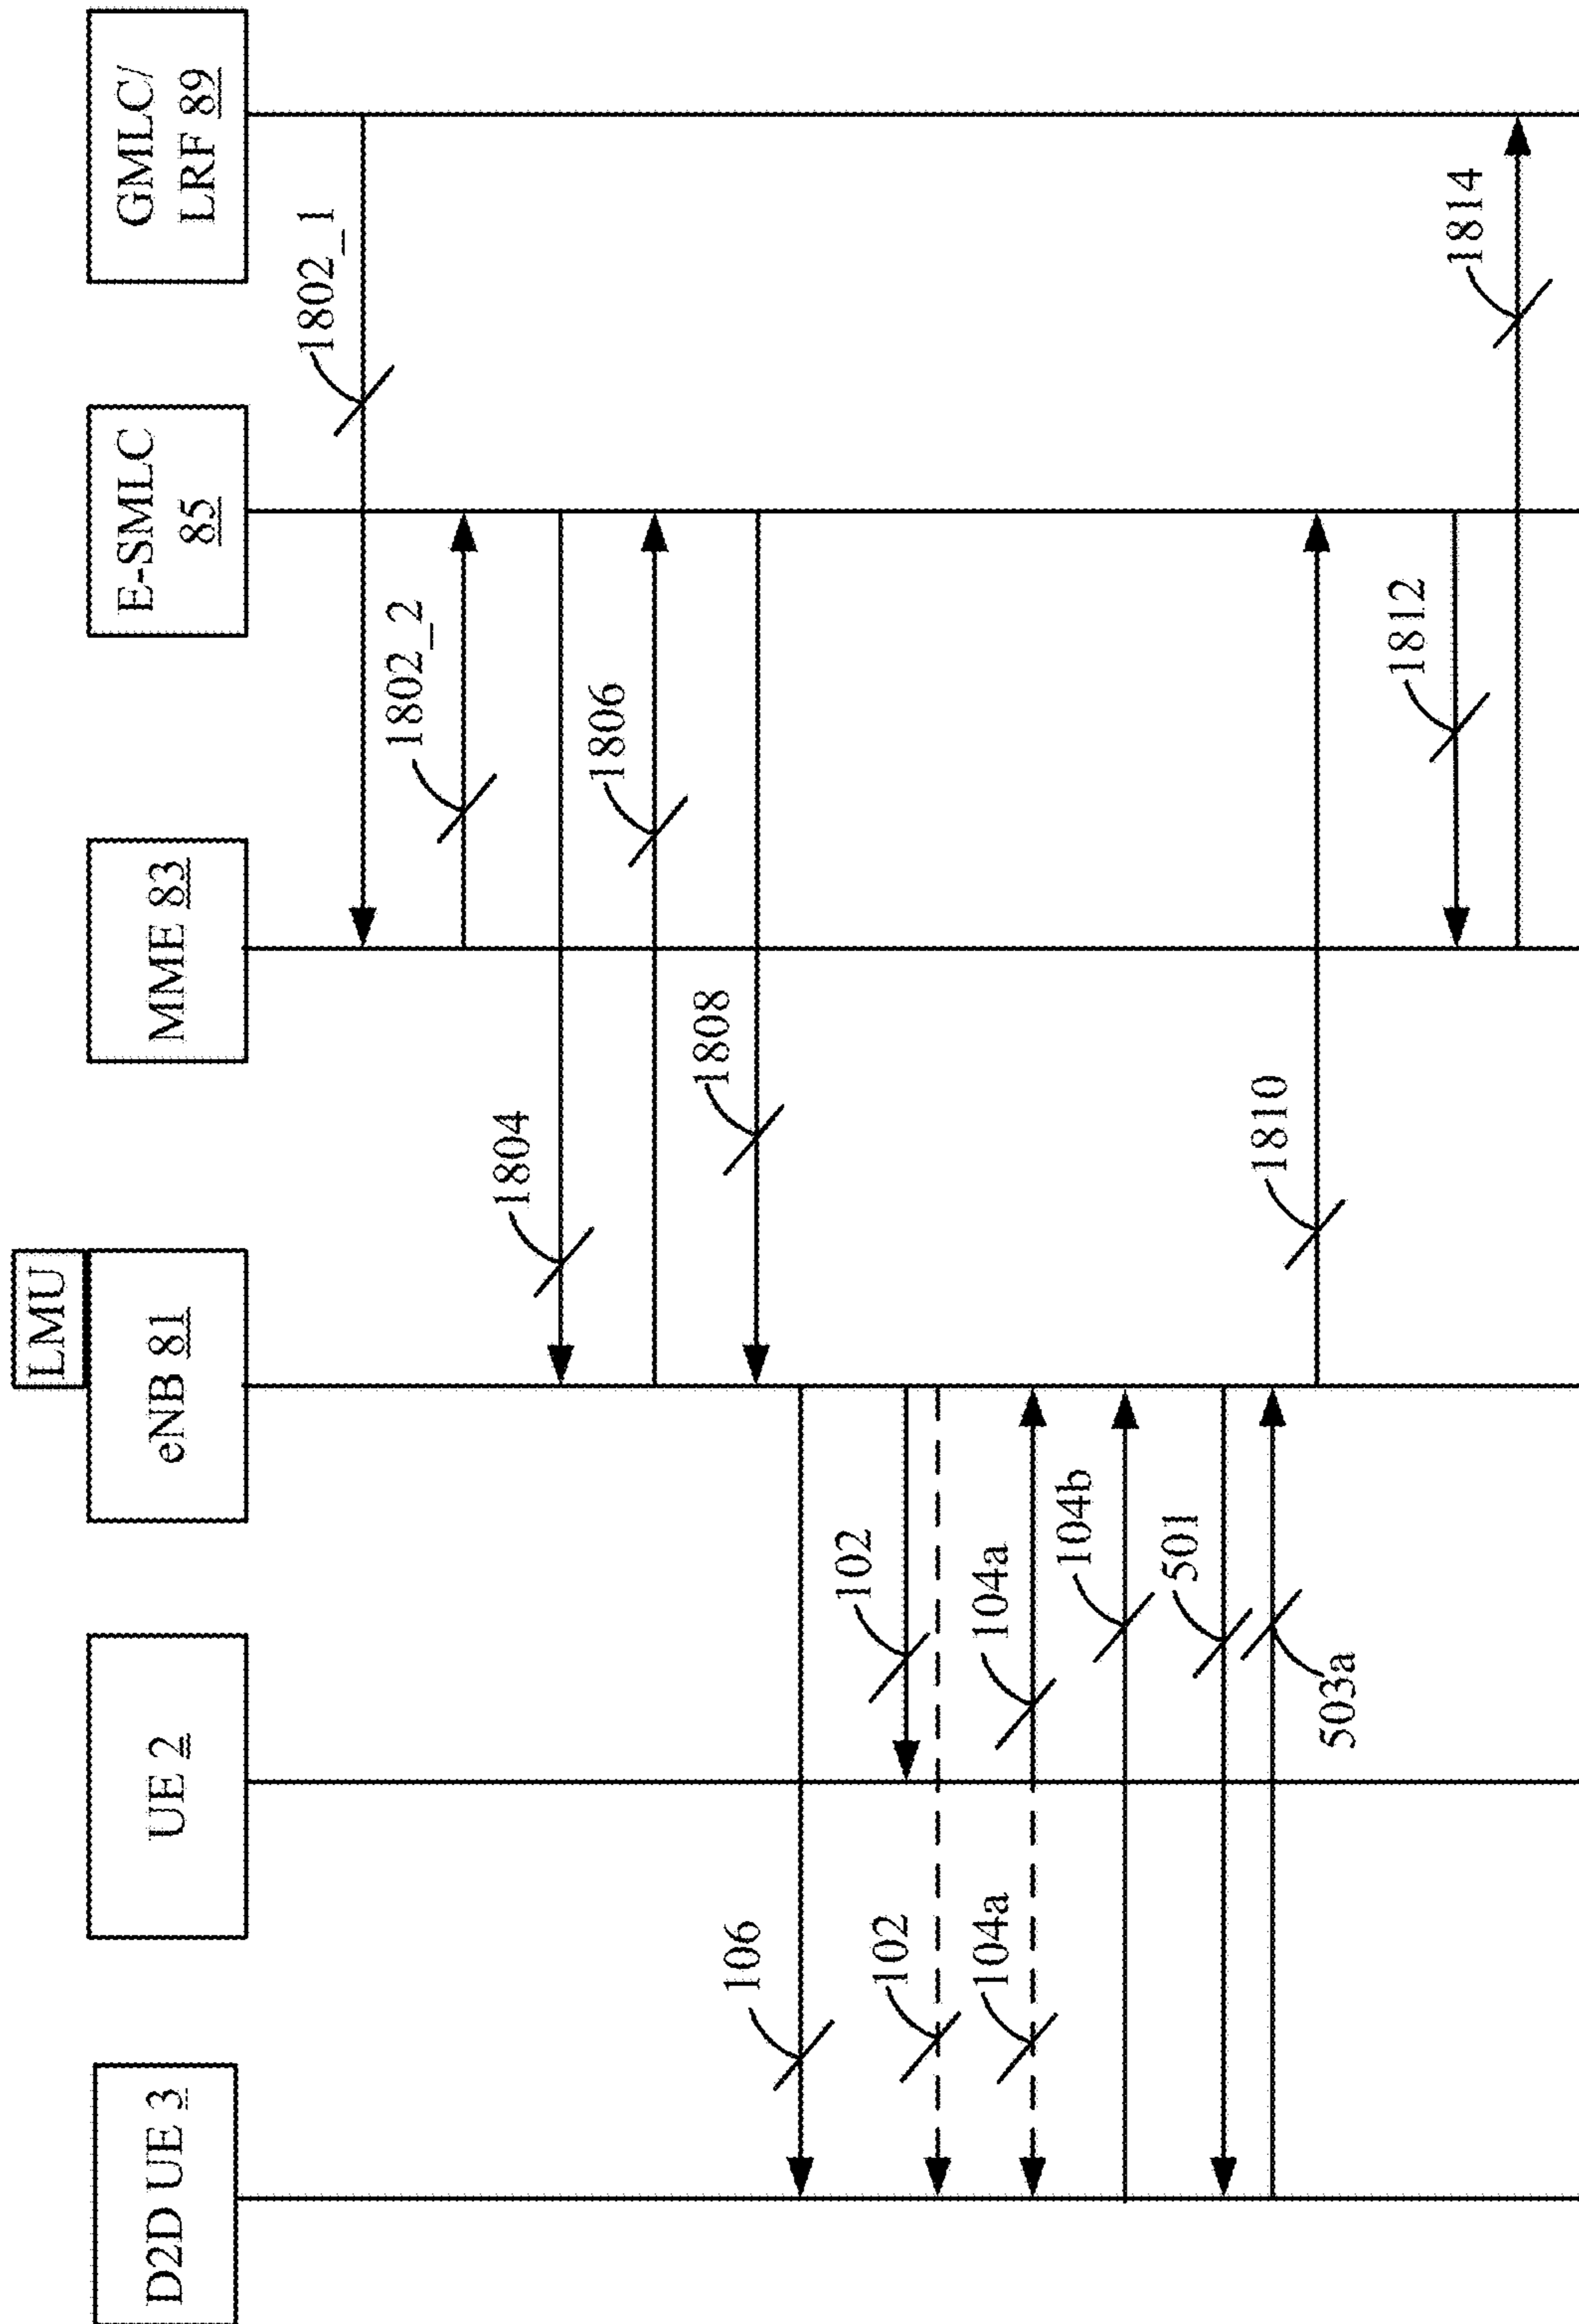 D2D UE 3
UE 2
LMU
eNB 81
MME 83
E-SMLC
85
GMLC/
LRF 89
1802_1
1802_2
1804
1806
1808
106
102
102
104a
104a
104b
501
503a
1810
1812
1814